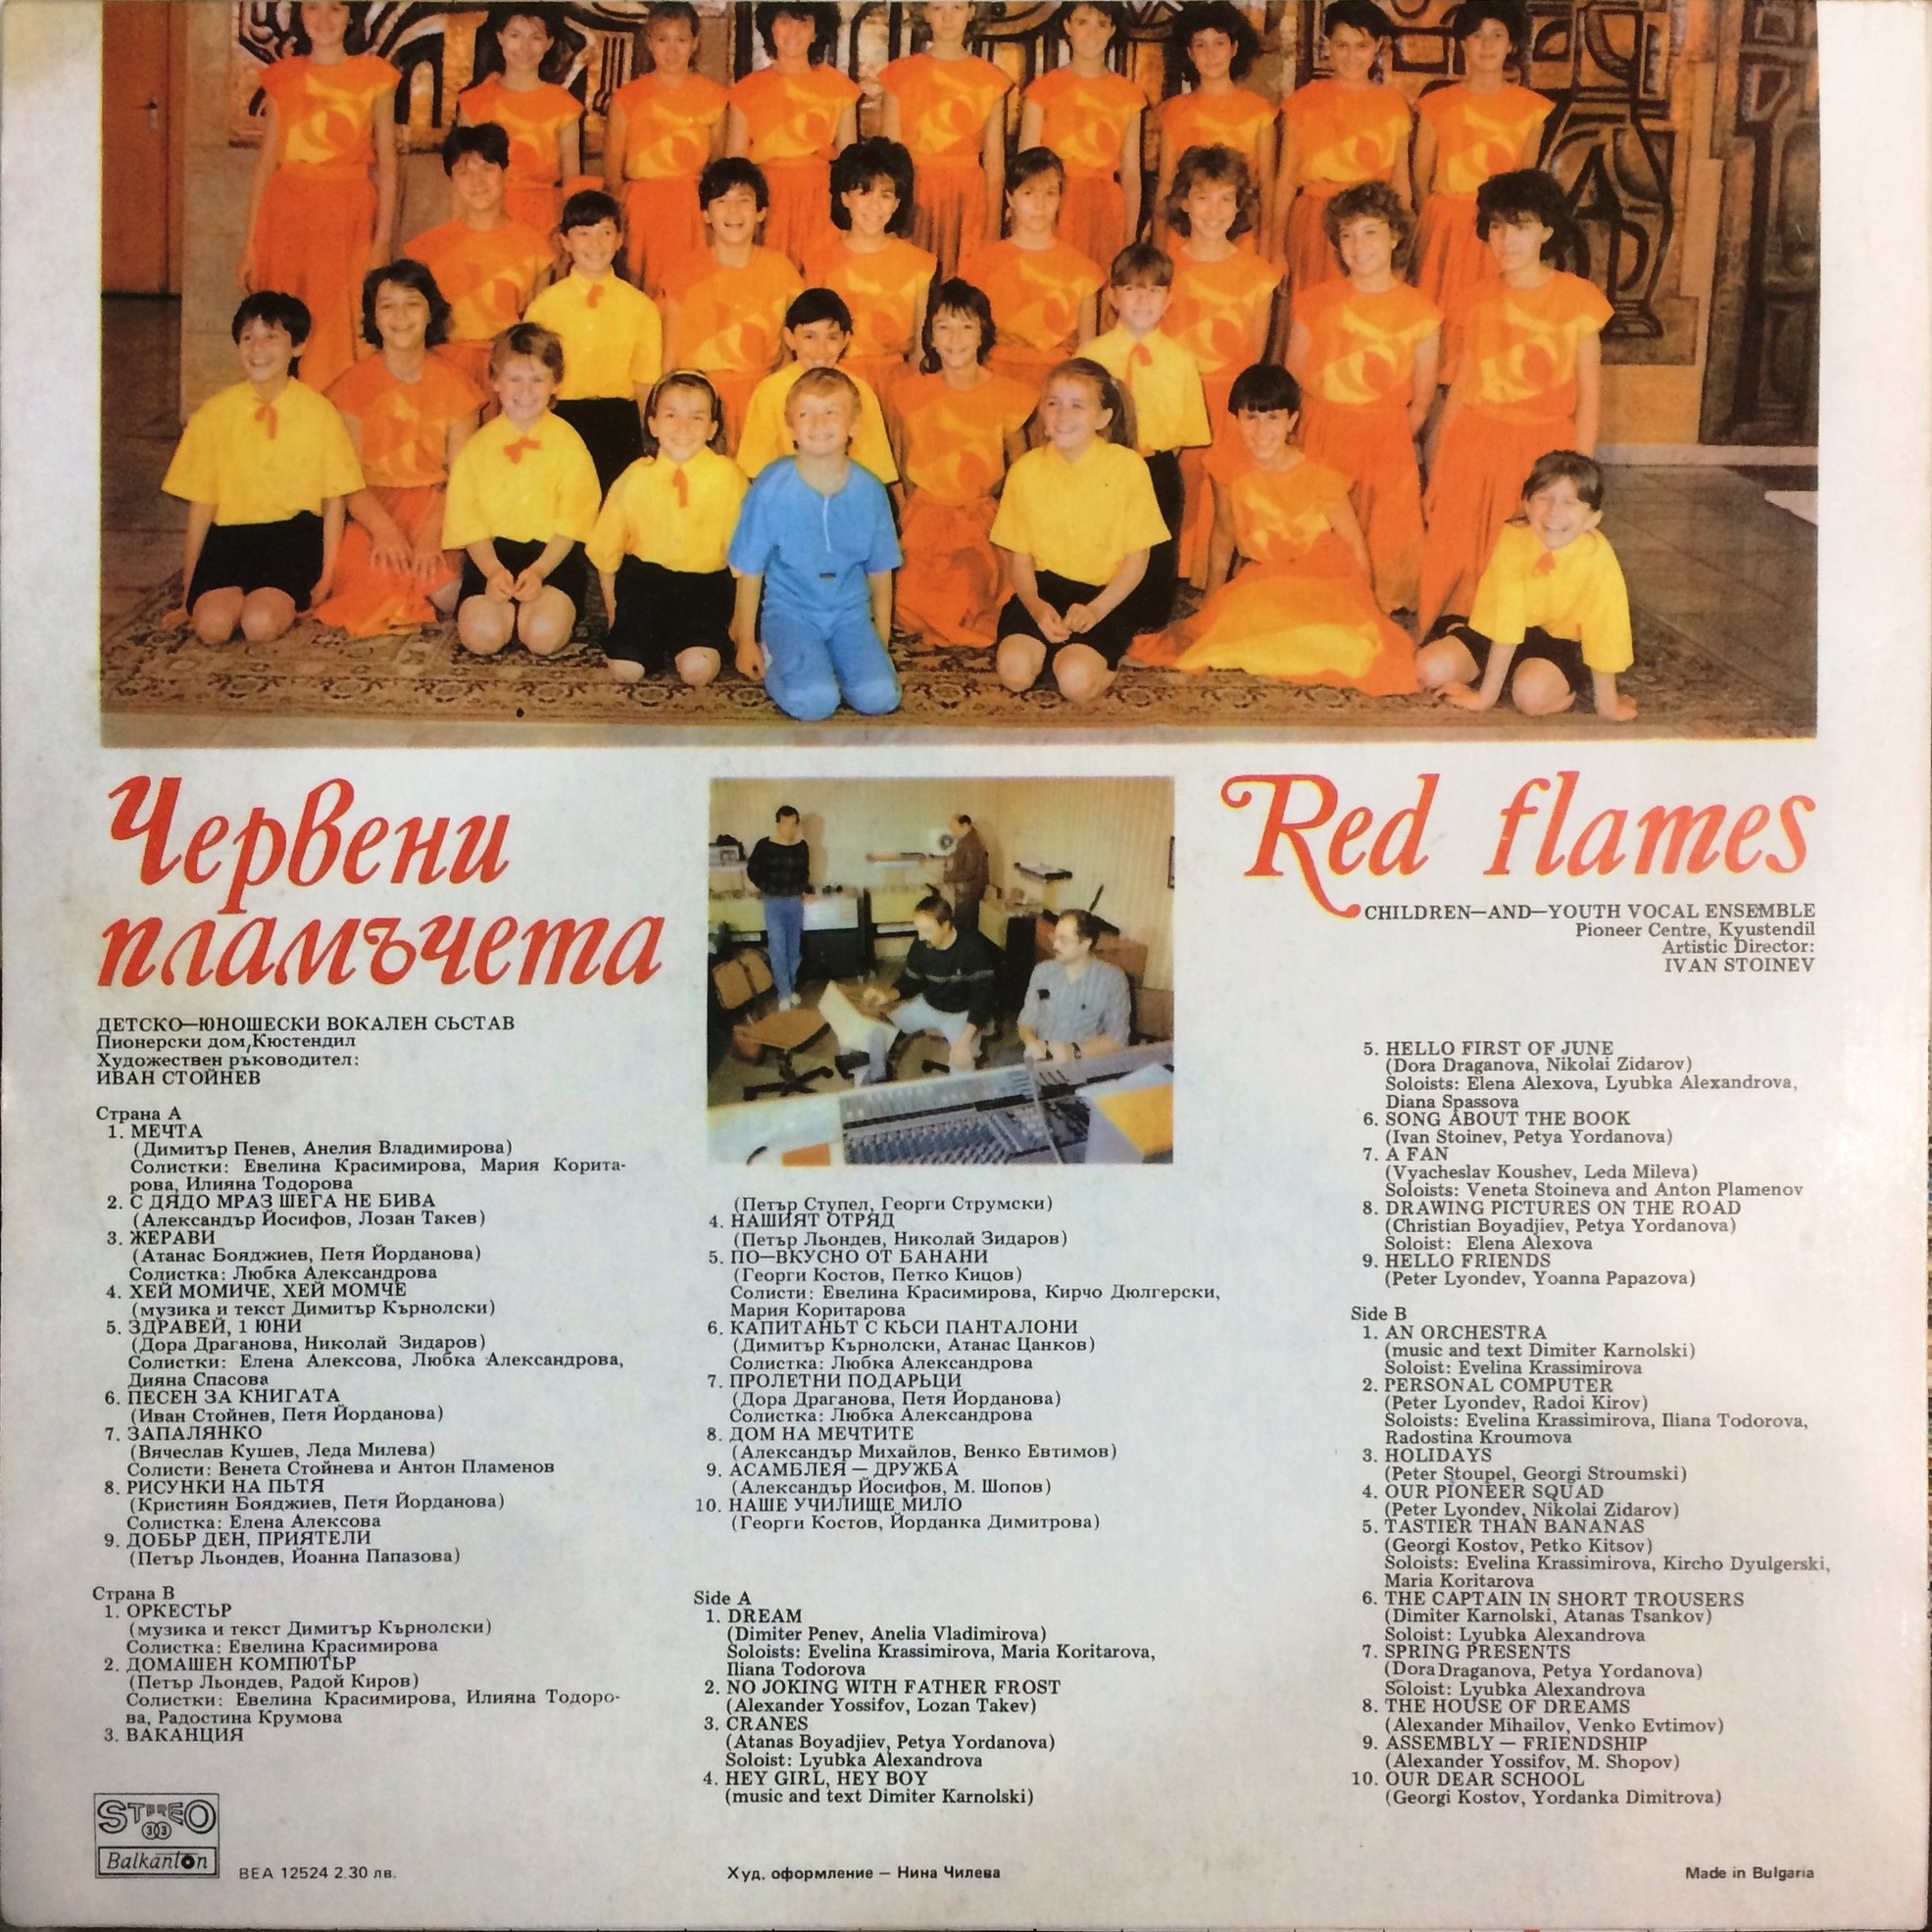 Червени
пламъчета
ДЕТСКО—ЮНОШЕСКИ ВОКАЛЕН СЪСТАВ
Пионерски дом, Кюстендил
Художествен ръководител:
ИВАН СТОЙНЕВ
Страна А
1. МЕЧТА
(Димитър Пенев, Анелия Владимирова)
Солистки: Евелина Красимирова, Мария Корита-
рова, Илияна Тодорова
2. С ДЯДО МРАЗ ШЕГА НЕ БИВА
(Александър Йосифов, Лозан Такев)
3. ЖЕРАВИ
(Атанас Бояджиев, Петя Йорданова)
Солистка: Любка Александрова
4. ХЕЙ МОМИЧЕ, ХЕЙ МОМЧЕ
(музика и текст Димитър Кърнолски)
5. ЗДРАВЕЙ, 1 ЮНИ
(Дора Драганова, Николай Зидаров)
Солистки: Елена Алексова, Любка Александрова,
Дияна Спасова
6. ПЕСЕН ЗА КНИГАТА
(Иван Стойнев, Петя Йорданова)
7. ЗАПАЛЯНКО
(Вячеслав Кушев, Леда Милева)
Солисти: Венета Стойнева и Антон Пламенов
8. РИСУНКИ НА ПЪТЯ
(Кристиян Бояджиев, Петя Йорданова)
Солистка: Елена Алексова
9. ДОБЪР ДЕН, ПРИЯТЕЛИ
(Петър Льондев, Йоанна Папазова)
Страна В
1. ОРКЕСТЪР
(музика и текст Димитър Кърнолски)
Солистка: Евелина Красимирова
2. ДОМАШЕН КОМПЮТЪР
(Петър Льондев, Радой Киров)
Солистки: Евелина Красимирова, Илияна Тодоро-
ва, Радостина Крумова
3. ВАКАНЦИЯ
(Петър Ступел, Георги Струмски)
4. НАШИЯТ ОТРЯД
(Петър Льондев, Николай Зидаров)
5. ПО—ВКУСНО ОТ БАНАНИ
(Георги Костов, Петко Кицов)
Солисти: Евелина Красимирова, Кирчо Дюлгерски,
Мария Коритарова
6. КАПИТАНЪТ С КЪСИ ПАНТАЛОНИ
(Димитър Кърнолски, Атанас Цанков)
Солистка: Любка Александрова
7. ПРОЛЕТНИ ПОДАРЪЦИ
(Дора Драганова, Петя Йорданова)
Солистка: Любка Александрова
8. ДОМ НА МЕЧТИТЕ
(Александър Михайлов, Венко Евтимов)
9. АСАМБЛЕЯ — ДРУЖБА
(Александър Йосифов, М. Шопов)
10. НАШЕ УЧИЛИЩЕ МИЛО
(Георги Костов, Йорданка Димитрова)
Red flames
CHILDREN—AND—YOUTH VOCAL ENSEMBLE
Pioneer Centre, Kyustendil
Artistic Director:
IVAN STOINEV
Side A
1. DREAM
(Dimiter Penev, Anelia Vladimirova)
Soloists: Evelina Krassimirova, Maria Koritarova,
Iliana Todorova
2. NO JOKING WITH FATHER FROST
(Alexander Yossifov, Lozan Takev)
3. CRANES
(Atanas Boyadjiev, Petya Yordanova)
Soloist: Lyubka Alexandrova
4. HEY GIRL, HEY BOY
(music and text Dimiter Karnolski)
5. HELLO FIRST OF JUNE
(Dora Draganova, Nikolai Zidarov)
Soloists: Elena Alexova, Lyubka Alexandrova,
Diana Spassova
6. SONG ABOUT THE BOOK
(Ivan Stoinev, Petya Yordanova)
7. A FAN
(Vyacheslav Koushev, Leda Mileva)
Soloists: Veneta Stoineva and Anton Plamenov
8. DRAWING PICTURES ON THE ROAD
(Christian Boyadjiev, Petya Yordanova)
Soloist: Elena Alexova
9. HELLO FRIENDS
(Peter Lyondev, Yoanna Papazova)
Side B
1. AN ORCHESTRA
(music and text Dimiter Karnolski)
Soloist: Evelina Krassimirova
2. PERSONAL COMPUTER
(Peter Lyondev, Radoi Kirov)
Soloists: Evelina Krassimirova, Iliana Todorova,
Radostina Kroumova
3. HOLIDAYS
(Peter Stoupel, Georgi Stroumski)
4. OUR PIONEER SQUAD
(Peter Lyondev, Nikolai Zidarov)
5. TASTIER THAN BANANAS
(Georgi Kostov, Petko Kitsov)
Soloists: Evelina Krassimirova, Kircho Dyulgerski,
Maria Koritarova
6. THE CAPTAIN IN SHORT TROUSERS
(Dimiter Karnolski, Atanas Tsankov)
Soloist: Lyubka Alexandrova
7. SPRING PRESENTS
(Dora Draganova, Petya Yordanova)
Soloist: Lyubka Alexandrova
8. THE HOUSE OF DREAMS
(Alexander Mihailov, Venko Evtimov)
9. ASSEMBLY — FRIENDSHIP
(Alexander Yossifov, M. Shopov)
10. OUR DEAR SCHOOL
(Georgi Kostov, Yordanka Dimitrova)
STEREO
33
Balkanton
ВЕА 12524 2.30 лв.
Худ. оформление — Нина Чилева
Made in Bulgaria